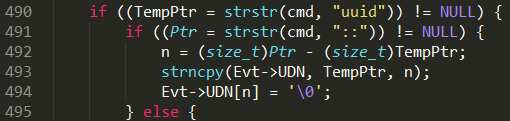 490 if ((TempPtr = strstr(cmd, "uuid")) != NULL) {
491 if ((Ptr = strstr(cmd, "::")) != NULL) {
492 n = (size_t)Ptr - (size_t)TempPtr;
493 strncpy(Evt->UDN, TempPtr, n);
494 Evt->UDN[n] = '\0';
495 } else {